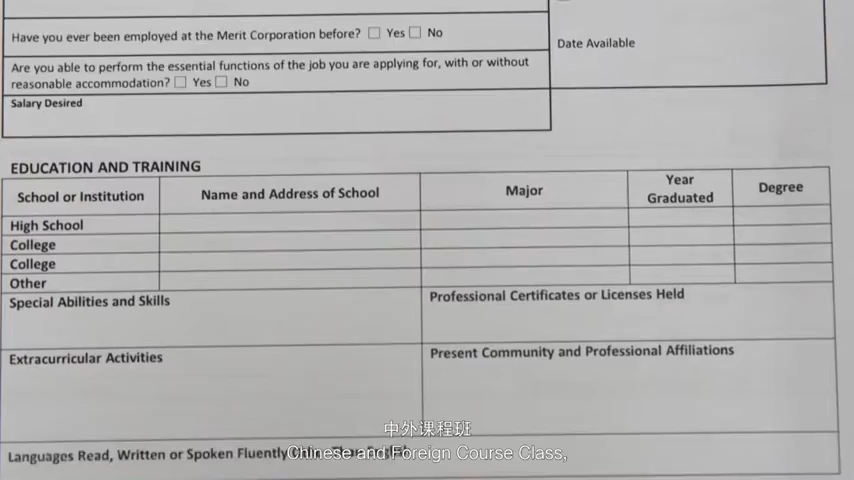 Have you ever been employed at the Merit Corporation before? Yes No
Date Available
Are you able to perform the essential functions of the job you are applying for, with or without
reasonable accommodation? Yes No
Salary Desired
EDUCATION AND TRAINING
School or Institution Name and Address of School Major Year Graduated Degree
High School
College
College
Other
Special Abilities and Skills Professional Certificates or Licenses Held
Extracurricular Activities Present Community and Professional Affiliations
中外课程班
Languages Read, Written or Spoken Fluently
Chinese and Foreign Course Class,